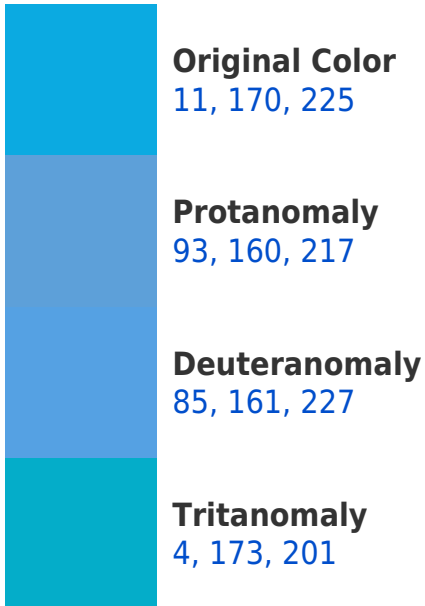 Original Color
11, 170, 225
Protanomaly
93, 160, 217
Deuteranomaly
85, 161, 227
Tritanomaly
4, 173, 201